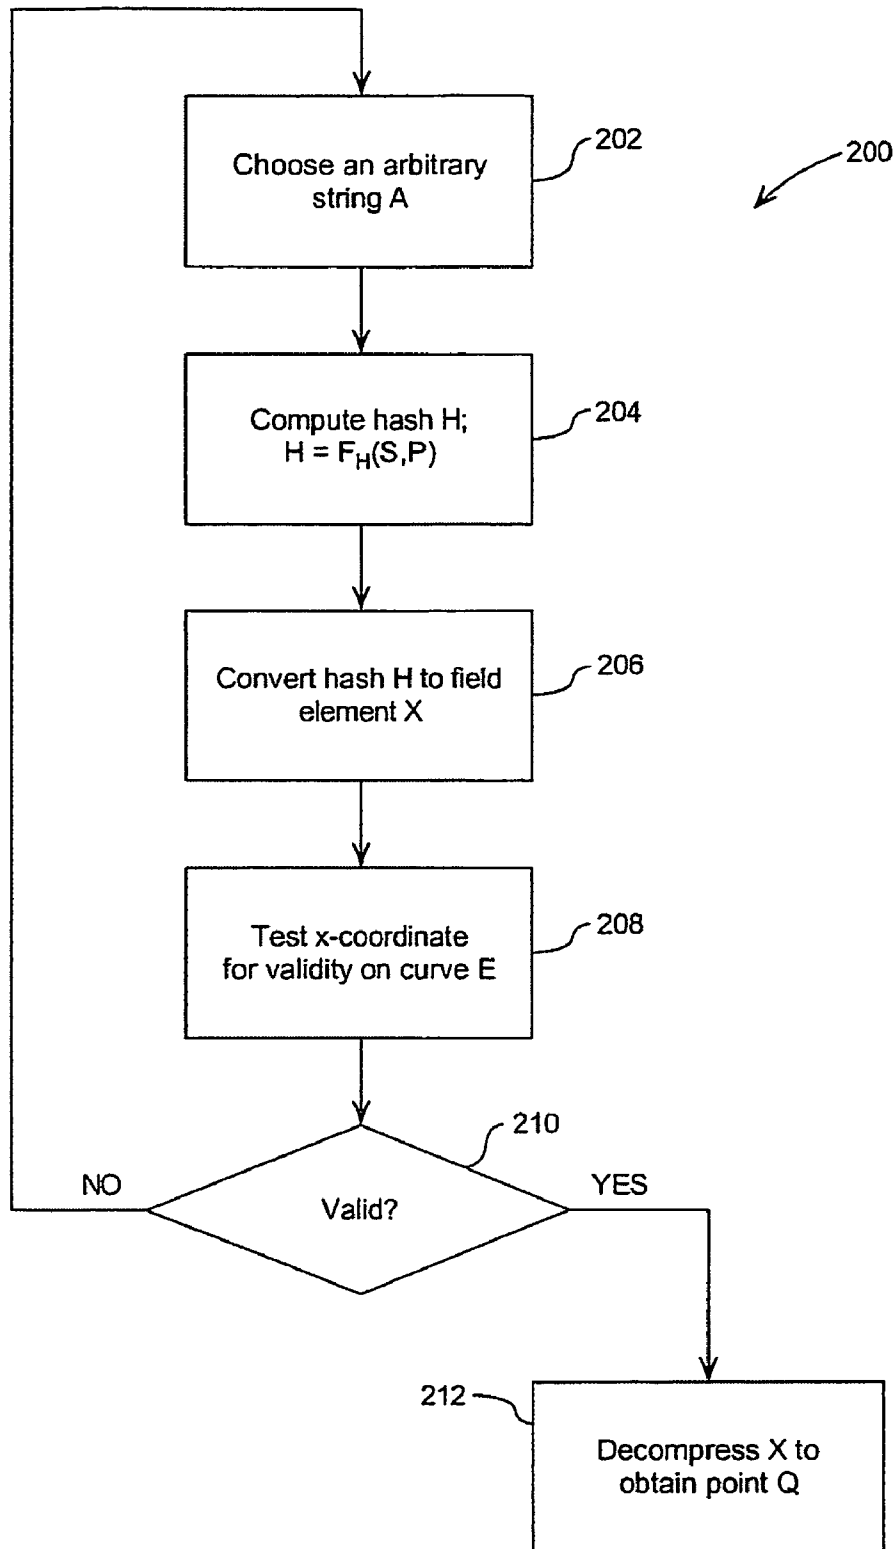 Choose an arbitrary
string A
202
200
Compute hash H;
H = FH(S,P)
204
Convert hash H to field
element X
206
Test x-coordinate
for validity on curve E
208
210
NO
Valid?
YES
212
Decompress X to
obtain point Q